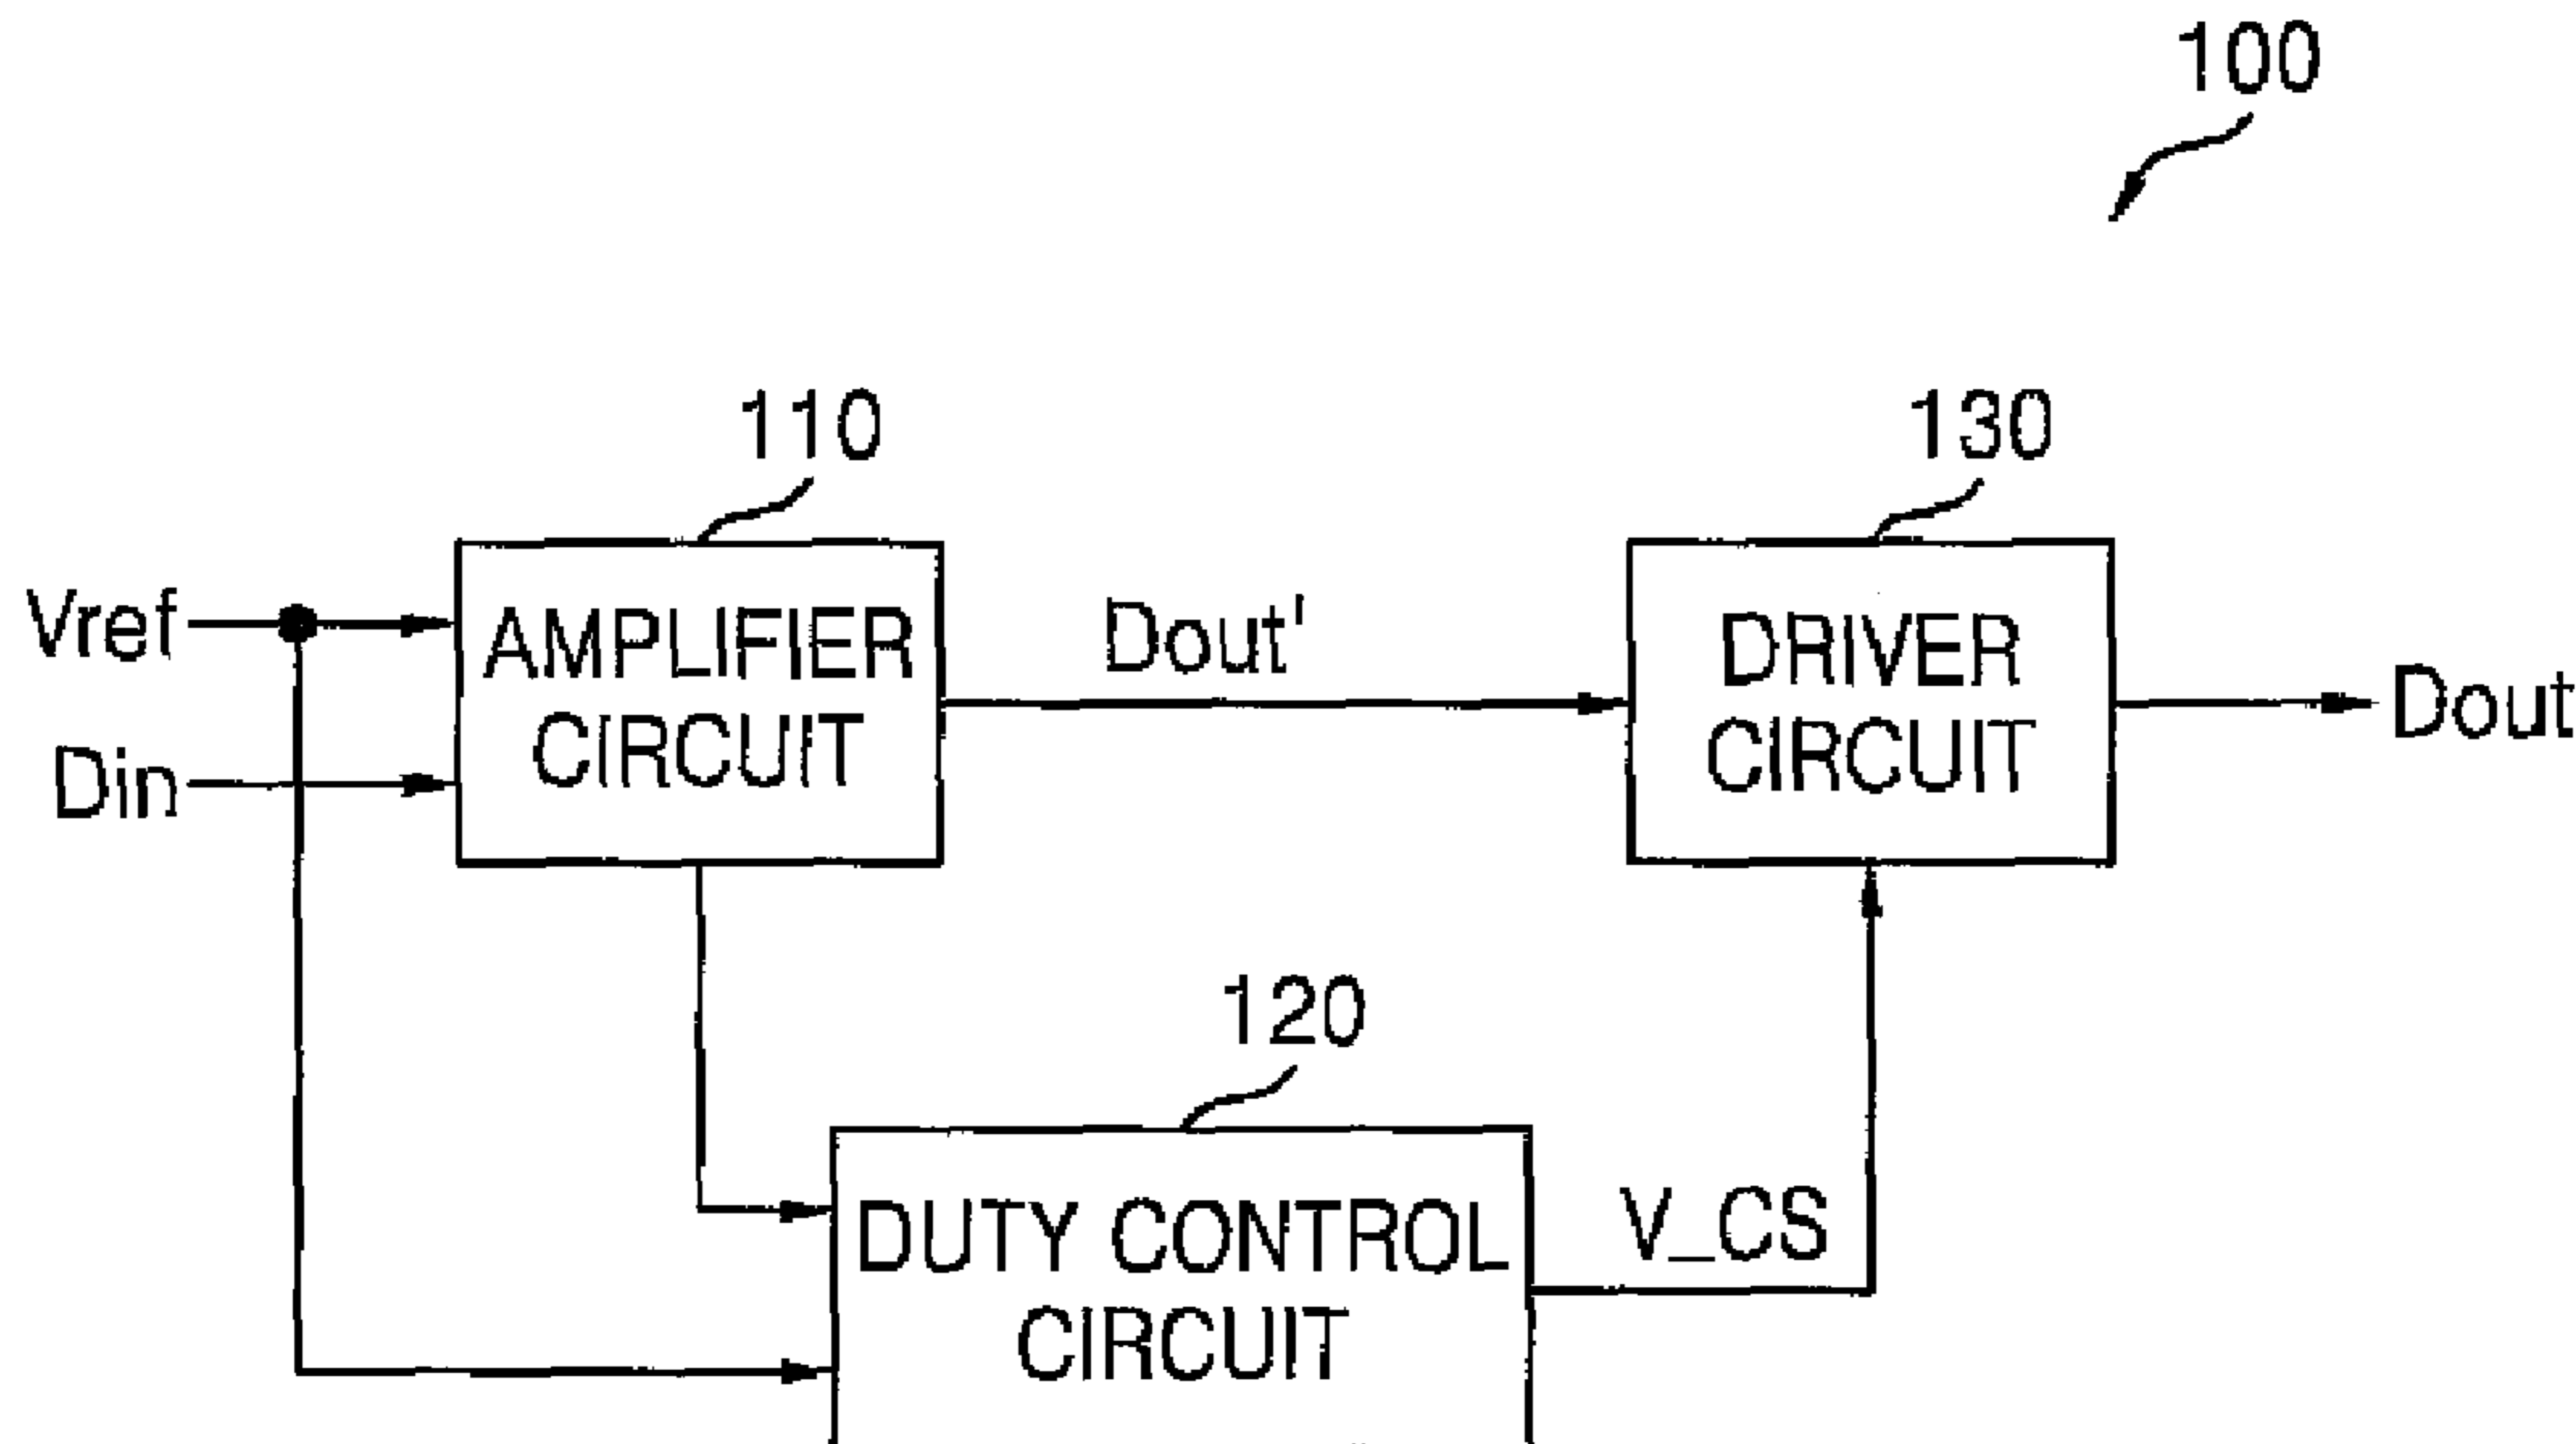 100
110
130
Vref
AMPLIFIER
CIRCUIT
Dout'
DRIVER
CIRCUIT
Dout
Din
120
DUTY CONTROL
CIRCUIT
V_CS